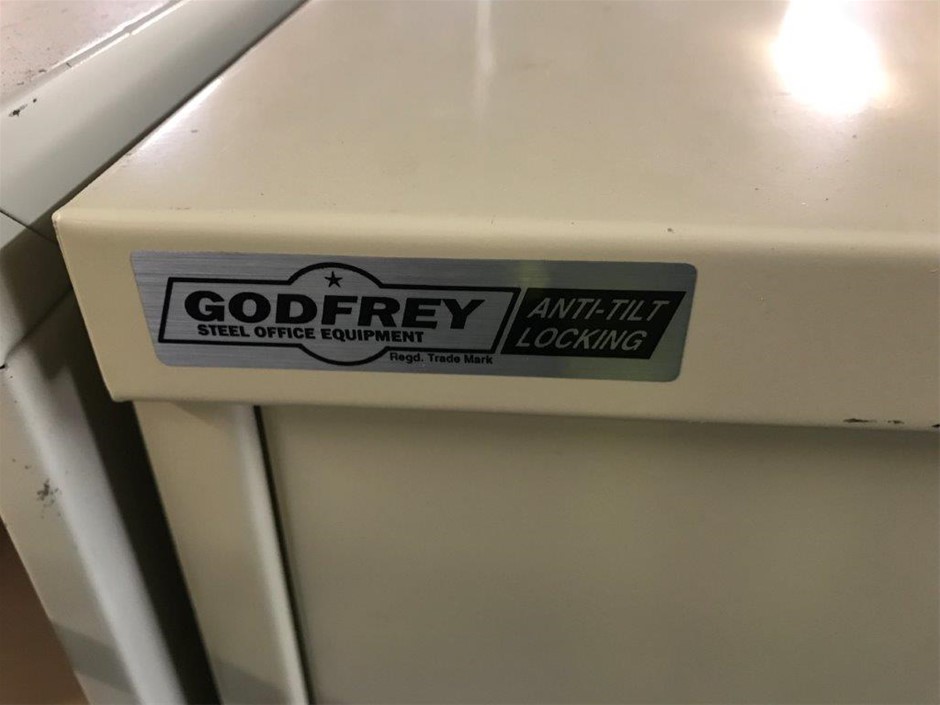 GODFREY
STEEL OFFICE EQUIPMENT
Regd. Trade Mark
ANTI-TILT
LOCKING